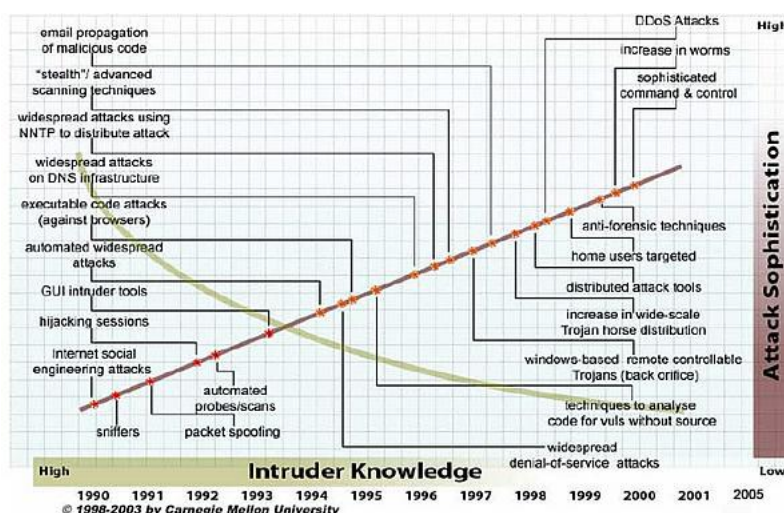 email propagation
of malicious code
"stealth"/ advanced
scanning techniques
widespread attacks using
NNTP to distribute attack
widespread attacks
on DNS infrastructure
executable code attacks
(against browsers)
automated widespread
attacks
GUI intruder tools
hijacking sessions
Internet social
engineering attacks
sniffers
automated
probes/scans
packet spoofing
DDoS Attacks
increase in worms
sophisticated
command & control
anti-forensic techniques
home users targeted
distributed attack tools
increase in wide-scale
Trojan horse distribution
windows-based remote controllable
Trojans (back orifice)
techniques to analyse
code for vuls without source
widespread
denial-of-service attacks
High
Attack Sophistication
Low
High
Intruder Knowledge
1990 1991 1992 1993 1994 1995 1996 1997 1998 1999 2000 2001 2005
© 1998-2003 by Carnegie Mellon University